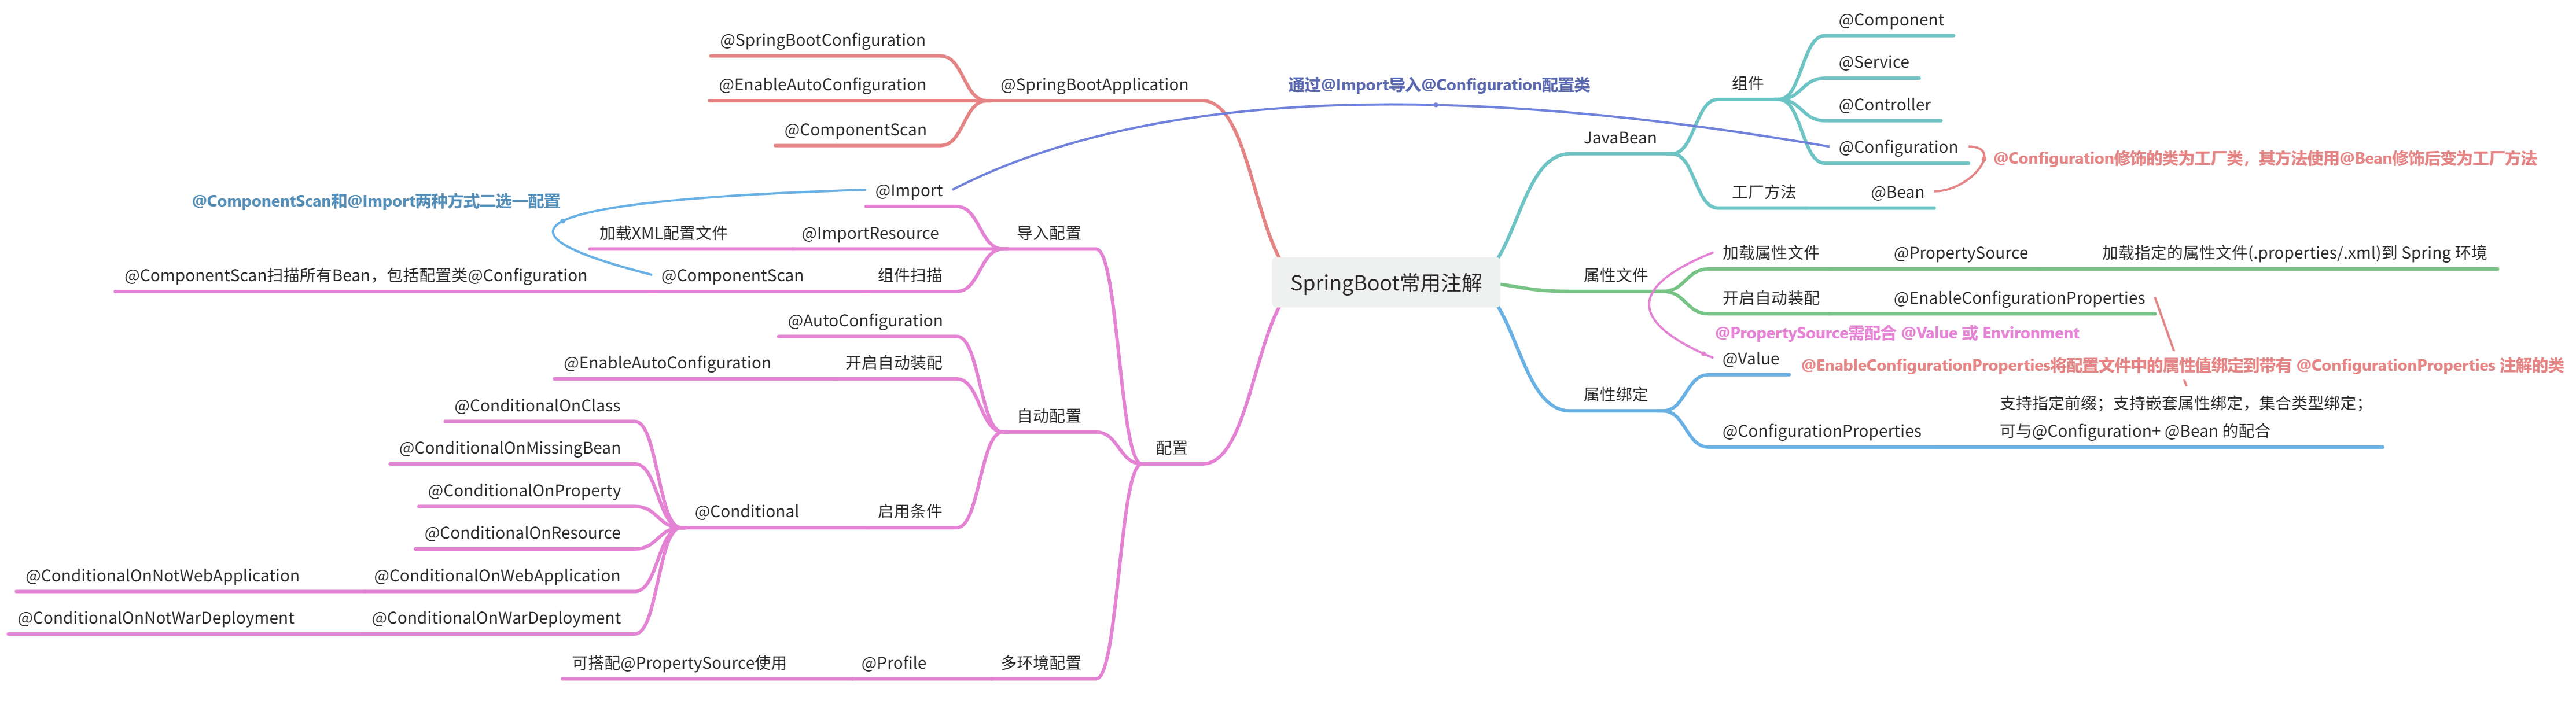 SpringBoot常用注解
@SpringBootApplication
@SpringBootConfiguration
@EnableAutoConfiguration
@ComponentScan
通过@Import导入@Configuration配置类
JavaBean
组件
@Component
@Service
@Controller
@Configuration
@Configuration修饰的类为工厂类，其方法使用@Bean修饰后变为工厂方法
工厂方法
@Bean
属性文件
加载属性文件
@PropertySource
加载指定的属性文件(.properties/.xml)到 Spring 环境
开启自动装配
@EnableConfigurationProperties
@PropertySource需配合 @Value 或 Environment
@EnableConfigurationProperties将配置文件中的属性值绑定到带有 @ConfigurationProperties 注解的类
属性绑定
@Value
@ConfigurationProperties
支持指定前缀；支持嵌套属性绑定，集合类型绑定；
可与@Configuration+ @Bean 的配合
配置
导入配置
@Import
@ComponentScan和@Import两种方式二选一配置
@ImportResource
加载XML配置文件
组件扫描
@ComponentScan
@ComponentScan扫描所有Bean，包括配置类@Configuration
自动配置
@AutoConfiguration
开启自动装配
@EnableAutoConfiguration
启用条件
@Conditional
@ConditionalOnClass
@ConditionalOnMissingBean
@ConditionalOnProperty
@ConditionalOnResource
@ConditionalOnWebApplication
@ConditionalOnNotWebApplication
@ConditionalOnWarDeployment
@ConditionalOnNotWarDeployment
多环境配置
@Profile
可搭配@PropertySource使用